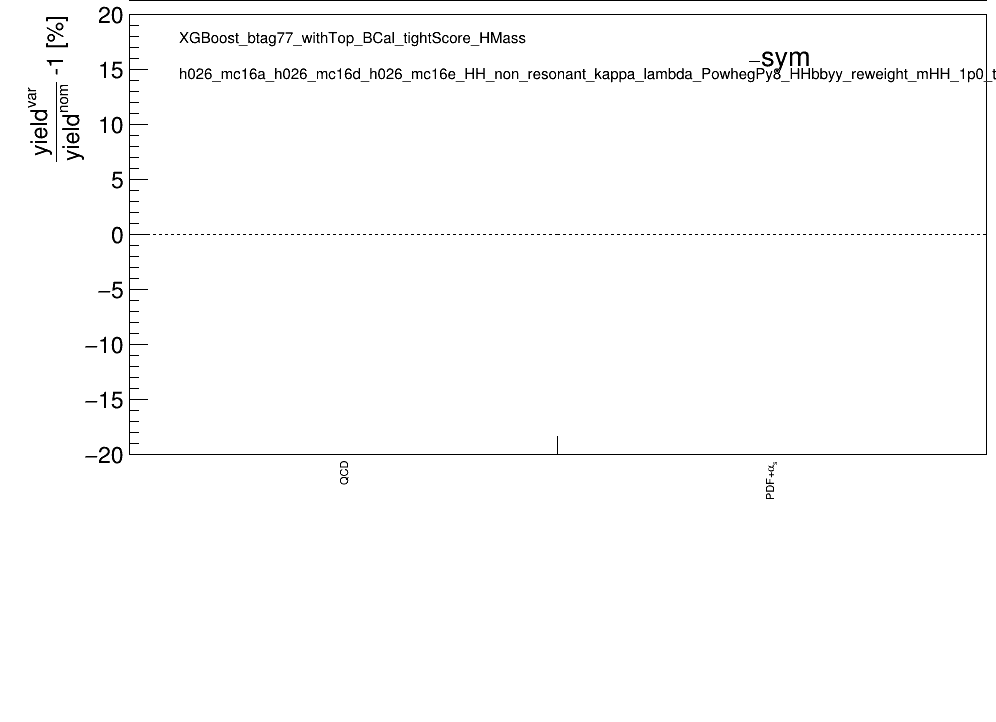 20
15
10
5
0
−5
−10
−15
−20
yield^var
yield^nom -1 [%]
XGBoost_btag77_withTop_BCal_tightScore_HMass
sym
h026_mc16a_h026_mc16d_h026_mc16e_HH_non_resonant_kappa_lambda_PowhegPy8_HHbbyy_reweight_mHH_1p0_t
QCD
PDF+α_s